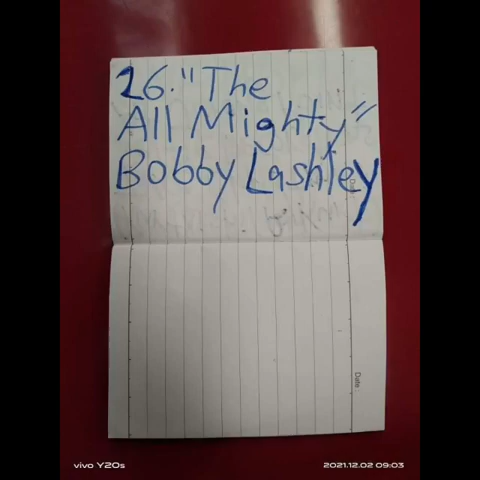 26."The
All Mighty"
Bobby Lashley
Date :
vivo Y20s
2021.12.02 09:03